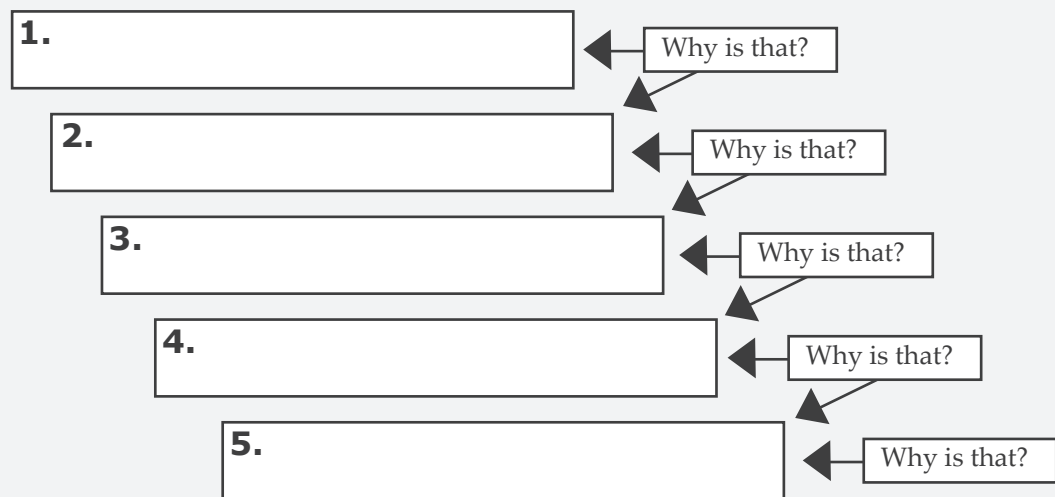 1.
Why is that?
2.
Why is that?
3.
Why is that?
4.
Why is that?
5.
Why is that?